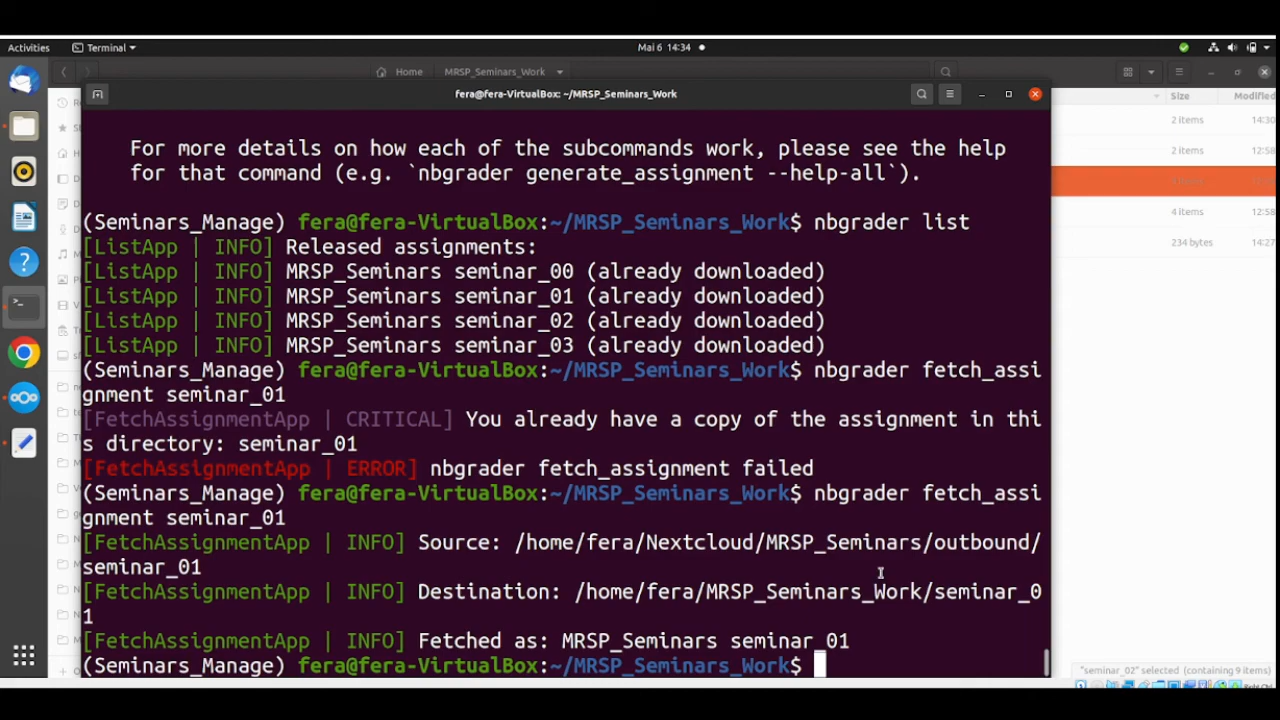 Activities Terminal Mai 6 14:34
Home MRSP_Seminars_Work
fera@fera-VirtualBox: ~/MRSP_Seminars_Work
Size Modified
For more details on how each of the subcommands work, please see the help
for that command (e.g. `nbgrader generate_assignment --help-all`).
(Seminars_Manage) fera@fera-VirtualBox:~/MRSP_Seminars_Work$ nbgrader list
[ListApp | INFO] Released assignments:
[ListApp | INFO] MRSP_Seminars seminar_00 (already downloaded)
[ListApp | INFO] MRSP_Seminars seminar_01 (already downloaded)
[ListApp | INFO] MRSP_Seminars seminar_02 (already downloaded)
[ListApp | INFO] MRSP_Seminars seminar_03 (already downloaded)
(Seminars_Manage) fera@fera-VirtualBox:~/MRSP_Seminars_Work$ nbgrader fetch_assi
gnment seminar_01
[FetchAssignmentApp | CRITICAL] You already have a copy of the assignment in thi
s directory: seminar_01
[FetchAssignmentApp | ERROR] nbgrader fetch_assignment failed
(Seminars_Manage) fera@fera-VirtualBox:~/MRSP_Seminars_Work$ nbgrader fetch_assi
gnment seminar_01
[FetchAssignmentApp | INFO] Source: /home/fera/Nextcloud/MRSP_Seminars/outbound/
seminar_01
[FetchAssignmentApp | INFO] Destination: /home/fera/MRSP_Seminars_Work/seminar_0
1
[FetchAssignmentApp | INFO] Fetched as: MRSP_Seminars seminar_01
(Seminars_Manage) fera@fera-VirtualBox:~/MRSP_Seminars_Work$
2 items 14:30
2 items 12:58
4 items 12:58
234 bytes 14:27
"seminar_02" selected (containing 9 items)